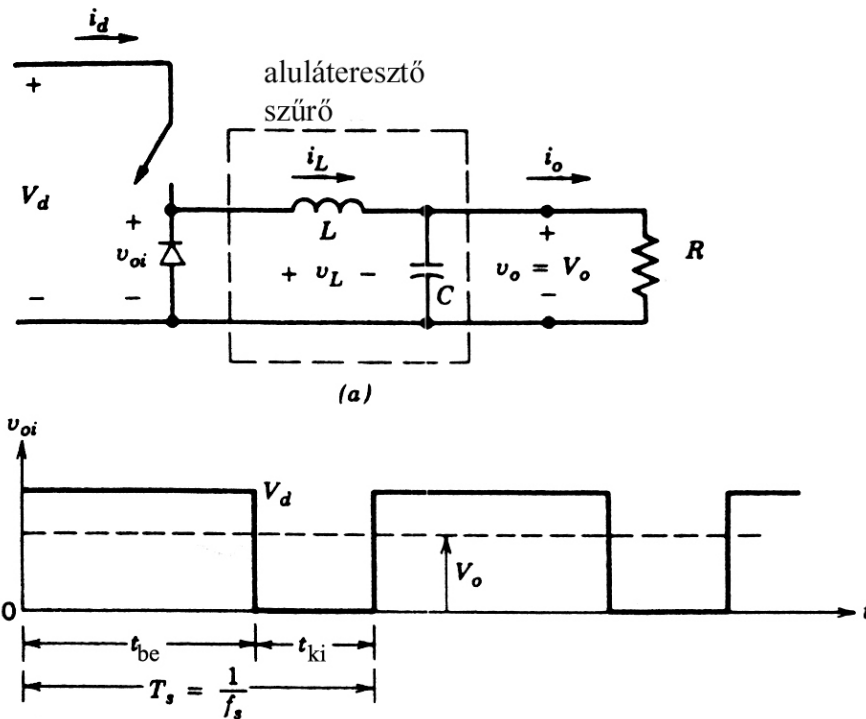 i_d
aluláteresztő
szűrő
+
i_L
i_o
V_d
+
+
L
R
v_oi
+ v_L −
v_o = V_o
C
−
−
−
(a)
v_oi
V_d
V_o
0
t
t_be
t_ki
T_s = 1/f_s